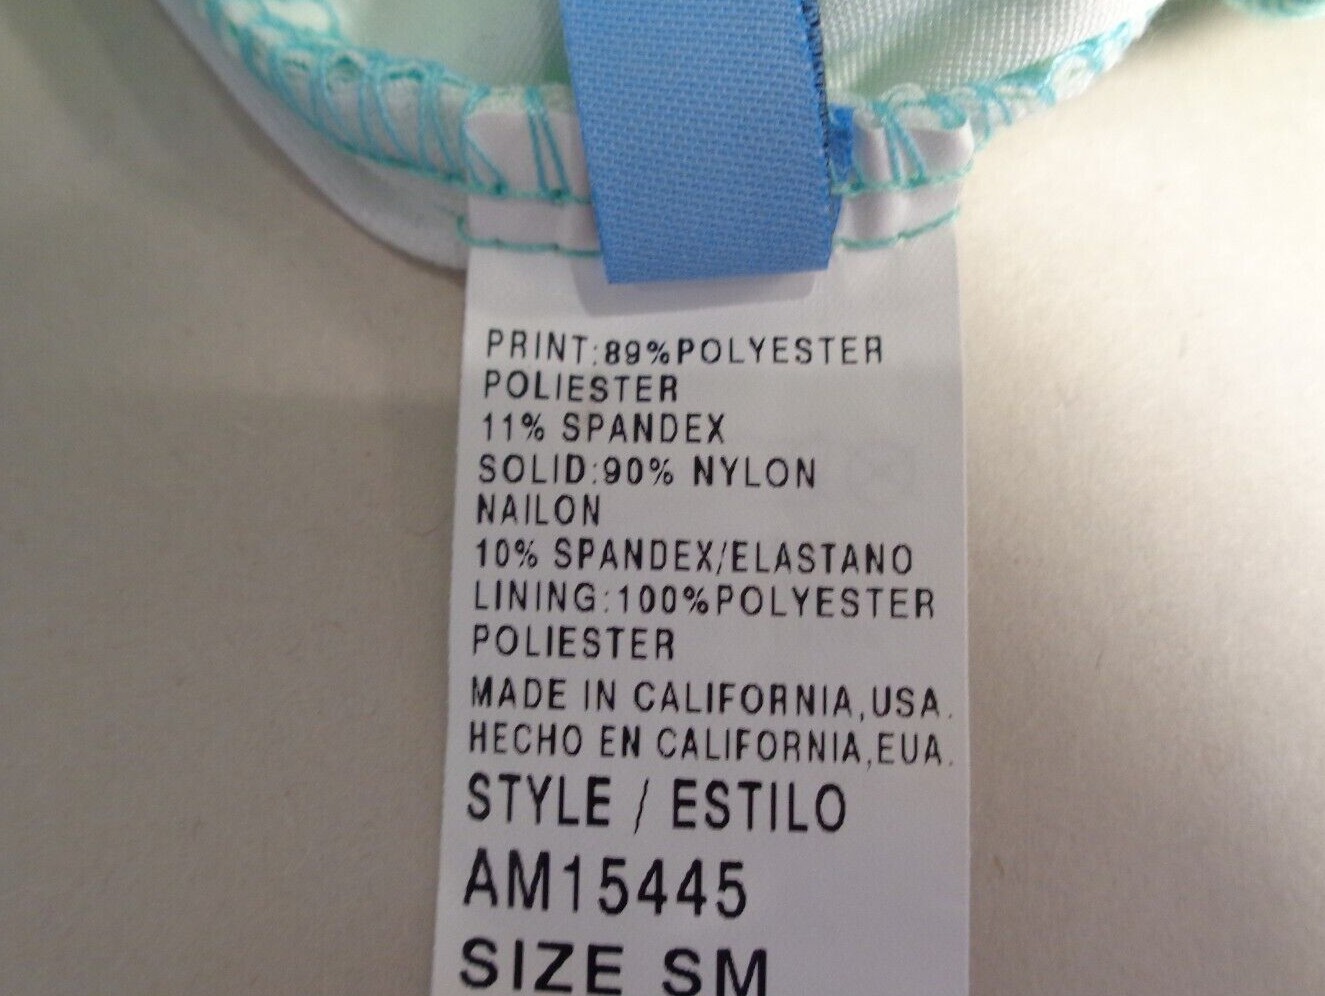 PRINT:89%POLYESTER
POLIESTER
11% SPANDEX
SOLID:90% NYLON
NAILON
10% SPANDEX/ELASTANO
LINING:100%POLYESTER
POLIESTER
MADE IN CALIFORNIA,USA.
HECHO EN CALIFORNIA,EUA.
STYLE / ESTILO
AM15445
SIZE SM